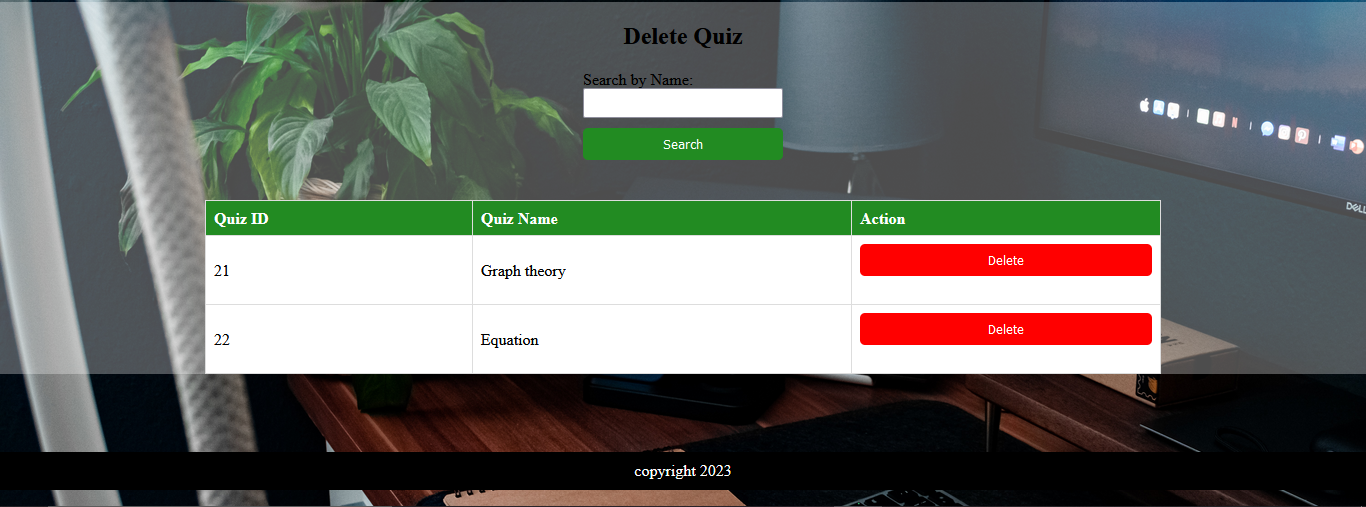 Delete Quiz
Search by Name:
Search
Quiz ID Quiz Name Action
21 Graph theory Delete
22 Equation Delete
DELL
copyright 2023